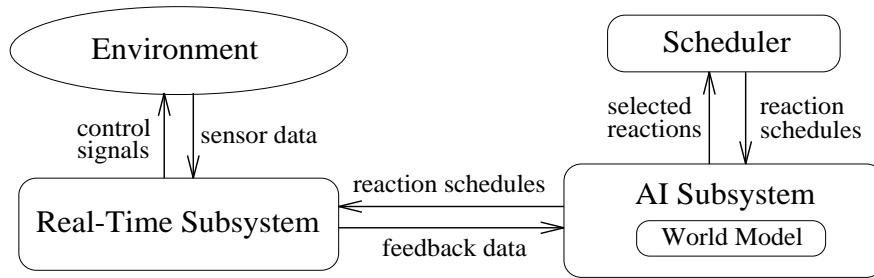 Environment
Scheduler
control
signals
sensor data
selected
reactions
reaction
schedules
Real-Time Subsystem
reaction schedules
feedback data
AI Subsystem
World Model